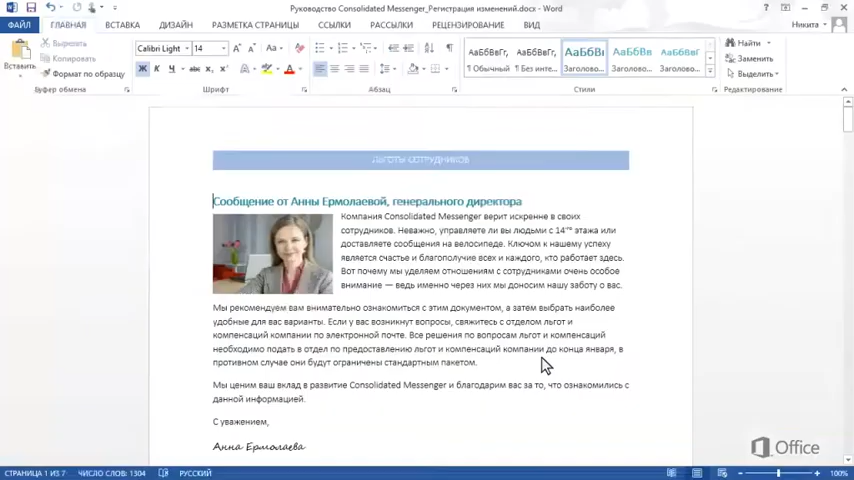 Руководство Consolidated Messenger_Регистрация изменений.docx - Word
ФАЙЛ ГЛАВНАЯ ВСТАВКА ДИЗАЙН РАЗМЕТКА СТРАНИЦЫ ССЫЛКИ РАССЫЛКИ РЕЦЕНЗИРОВАНИЕ ВИД Никита
Вставить
Вырезать
Копировать
Формат по образцу
Буфер обмена
Calibri Light 14
Ж К Ч abc x₂ x²
Шрифт
Абзац
АаБбВвГг, АаБбВвГг, АаБбВı АаБбВв АаБбВвГ
¶ Обычный ¶ Без инте... Заголово... Заголово... Заголово...
Стили
Найти
Заменить
Выделить
Редактирование
ЛЬГОТЫ СОТРУДНИКОВ
Сообщение от Анны Ермолаевой, генерального директора
Компания Consolidated Messenger верит искренне в своих
сотрудников. Неважно, управляете ли вы людьми с 14-го этажа или
доставляете сообщения на велосипеде. Ключом к нашему успеху
является счастье и благополучие всех и каждого, кто работает здесь.
Вот почему мы уделяем отношениям с сотрудниками очень особое
внимание — ведь именно через них мы доносим нашу заботу о вас.
Мы рекомендуем вам внимательно ознакомиться с этим документом, а затем выбрать наиболее
удобные для вас варианты. Если у вас возникнут вопросы, свяжитесь с отделом льгот и
компенсаций компании по электронной почте. Все решения по вопросам льгот и компенсаций
необходимо подать в отдел по предоставлению льгот и компенсаций компании до конца января, в
противном случае они будут ограничены стандартным пакетом.
Мы ценим ваш вклад в развитие Consolidated Messenger и благодарим вас за то, что ознакомились с
данной информацией.
С уважением,
Анна Ермолаева
Office
СТРАНИЦА 1 ИЗ 7 ЧИСЛО СЛОВ: 1304 РУССКИЙ 100%